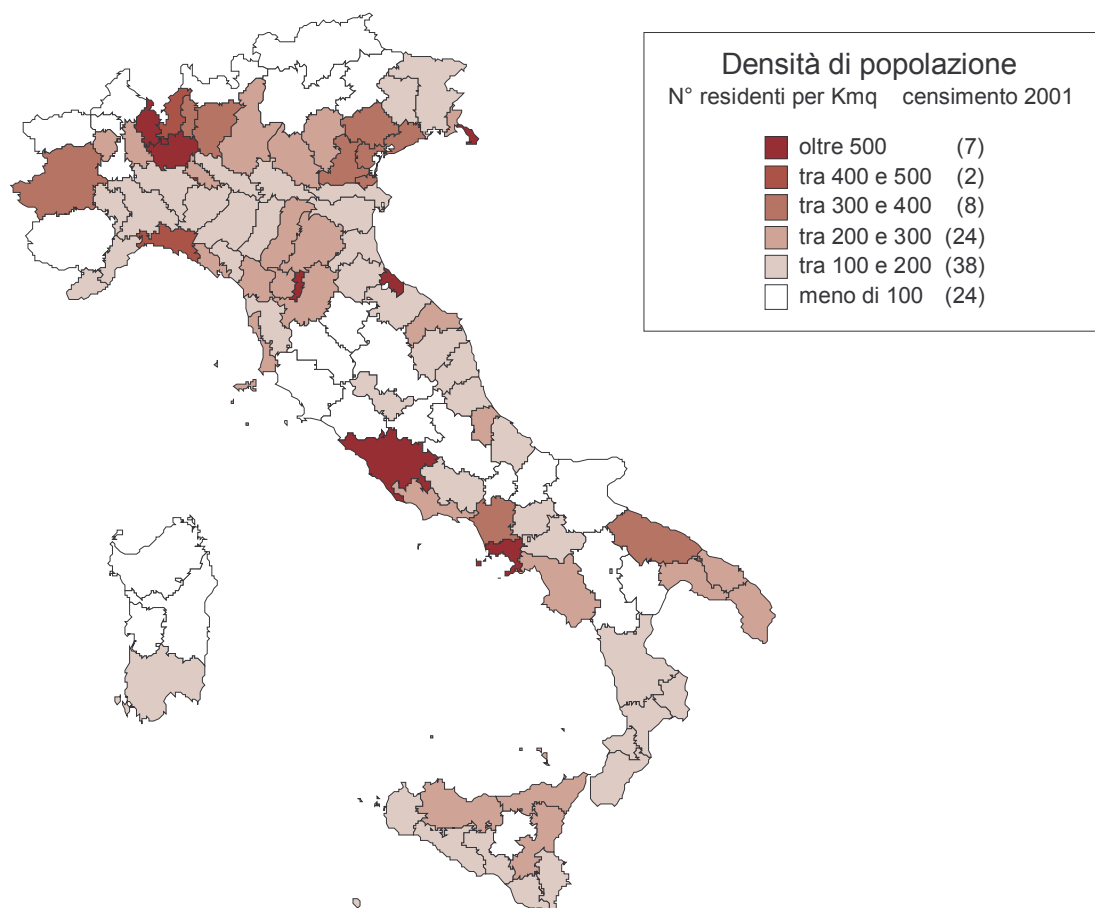 Densità di popolazione
N° residenti per Kmq censimento 2001
oltre 500 (7)
tra 400 e 500 (2)
tra 300 e 400 (8)
tra 200 e 300 (24)
tra 100 e 200 (38)
meno di 100 (24)